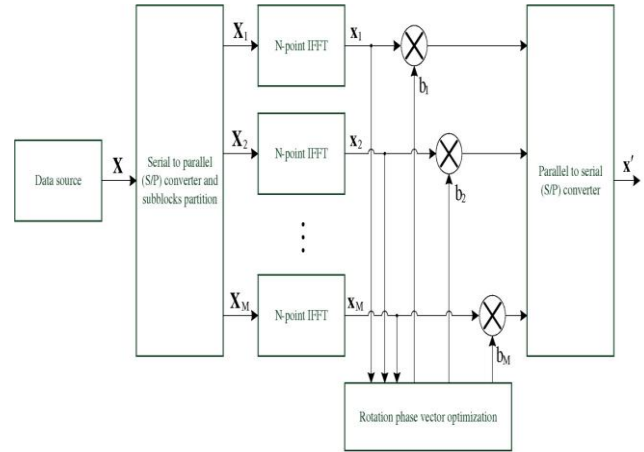 Data source
X
Serial to parallel
(S/P) converter and
subblocks partition
X1
N-point IFFT
x1
b1
X2
N-point IFFT
x2
b2
XM
N-point IFFT
xM
bM
Rotation phase vector optimization
Parallel to serial
(S/P) converter
x'